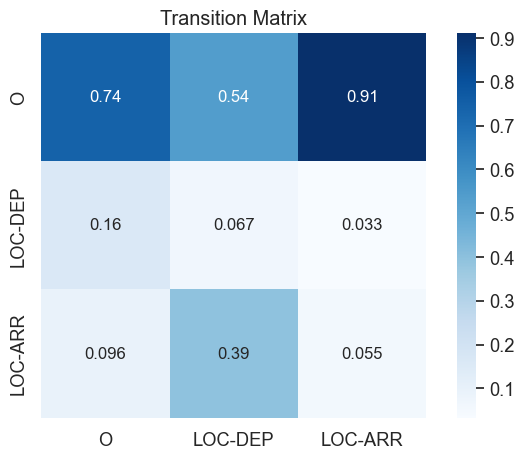 Transition Matrix
O 0.74 0.54 0.91
LOC-DEP 0.16 0.067 0.033
LOC-ARR 0.096 0.39 0.055
O LOC-DEP LOC-ARR
0.9
0.8
0.7
0.6
0.5
0.4
0.3
0.2
0.1